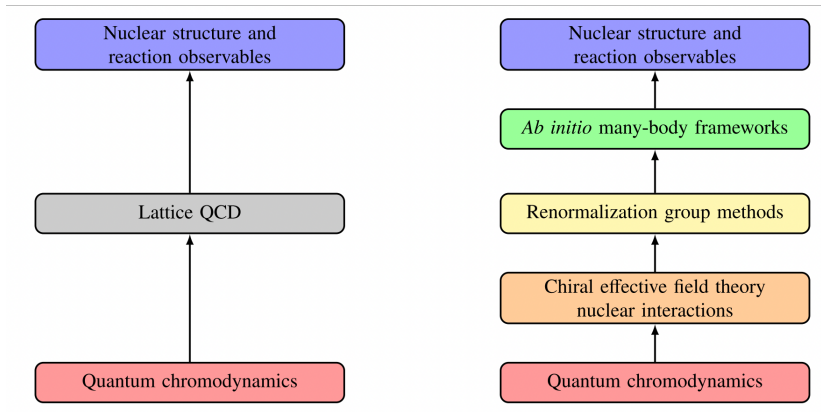 Nuclear structure and
reaction observables
Lattice QCD
Quantum chromodynamics
Nuclear structure and
reaction observables
Ab initio many-body frameworks
Renormalization group methods
Chiral effective field theory
nuclear interactions
Quantum chromodynamics